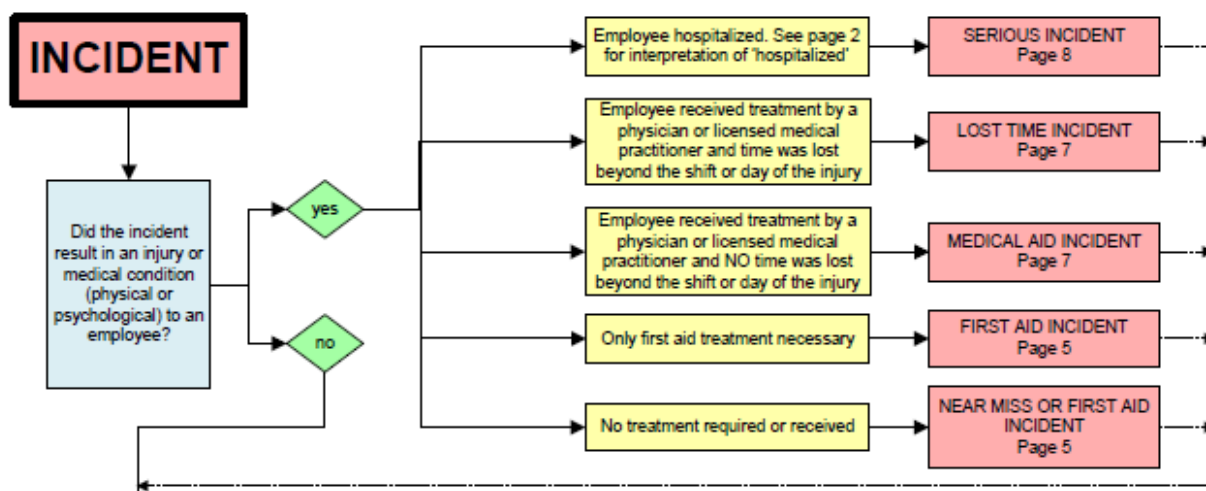 INCIDENT
Did the incident
result in an injury or
medical condition
(physical or
psychological) to an
employee?
yes
no
Employee hospitalized. See page 2
for interpretation of 'hospitalized'
SERIOUS INCIDENT
Page 8
Employee received treatment by a
physician or licensed medical
practitioner and time was lost
beyond the shift or day of the injury
LOST TIME INCIDENT
Page 7
Employee received treatment by a
physician or licensed medical
practitioner and NO time was lost
beyond the shift or day of the injury
MEDICAL AID INCIDENT
Page 7
Only first aid treatment necessary
FIRST AID INCIDENT
Page 5
No treatment required or received
NEAR MISS OR FIRST AID
INCIDENT
Page 5